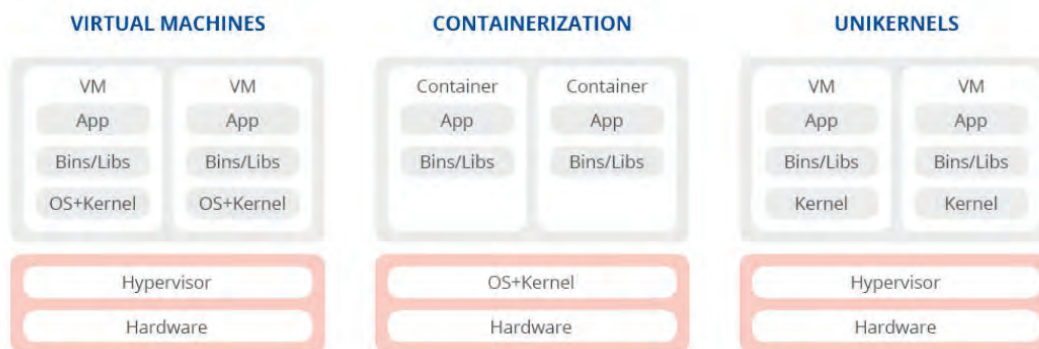 VIRTUAL MACHINES
VM
App
Bins/Libs
OS+Kernel
VM
App
Bins/Libs
OS+Kernel
Hypervisor
Hardware
CONTAINERIZATION
Container
App
Bins/Libs
Container
App
Bins/Libs
OS+Kernel
Hardware
UNIKERNELS
VM
App
Bins/Libs
Kernel
VM
App
Bins/Libs
Kernel
Hypervisor
Hardware